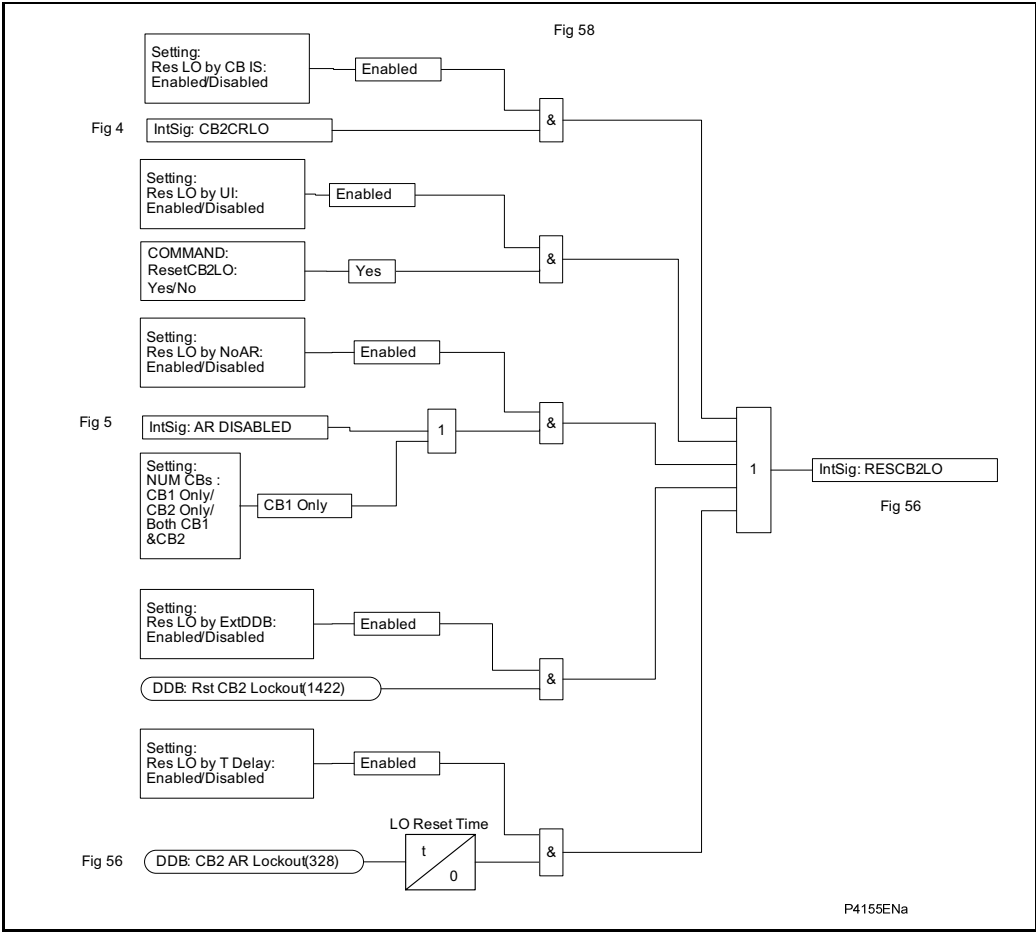 Fig 58
Setting:
Res LO by CB IS:
Enabled/Disabled
Enabled
&
Fig 4
IntSig: CB2CRLO
Setting:
Res LO by UI:
Enabled/Disabled
Enabled
&
COMMAND:
ResetCB2LO:
Yes/No
Yes
Setting:
Res LO by NoAR:
Enabled/Disabled
Enabled
&
Fig 5
IntSig: AR DISABLED
1
Setting:
NUM CBs :
CB1 Only/
CB2 Only/
Both CB1
&CB2
CB1 Only
1
IntSig: RESCB2LO
Fig 56
Setting:
Res LO by ExtDDB:
Enabled/Disabled
Enabled
&
DDB: Rst CB2 Lockout(1422)
Setting:
Res LO by T Delay:
Enabled/Disabled
Enabled
LO Reset Time
t
0
&
Fig 56
DDB: CB2 AR Lockout(328)
P4155ENa